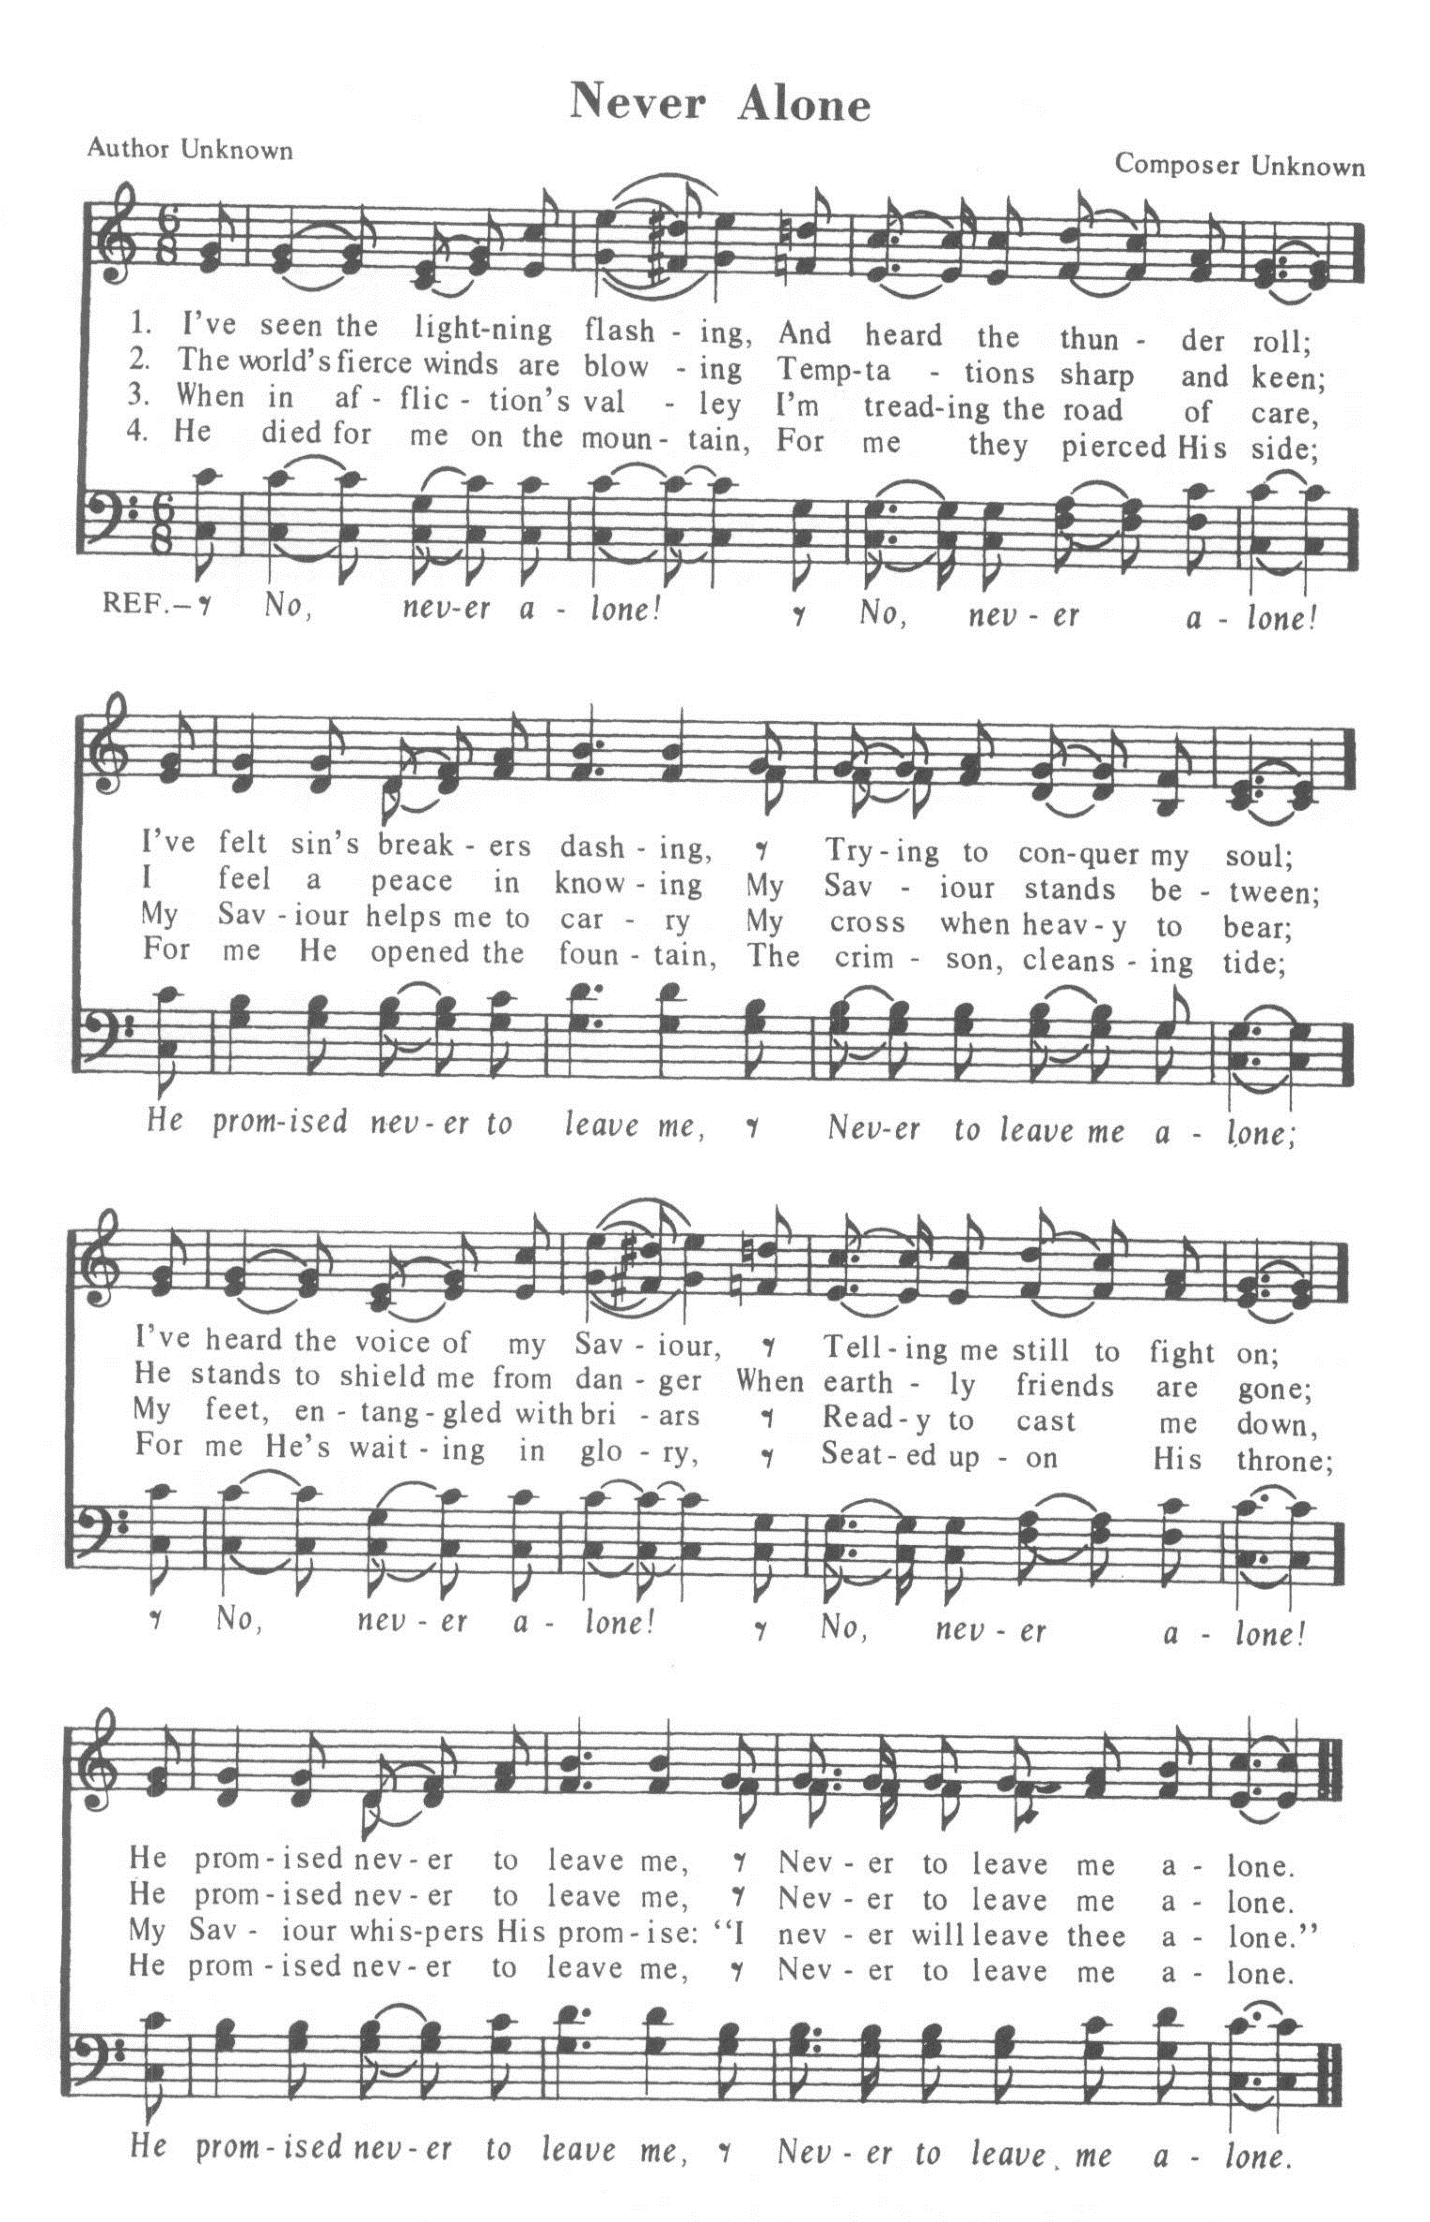 Never Alone
Author Unknown
Composer Unknown
1. I've seen the light-ning flash - ing, And heard the thun - der roll;
2. The world's fierce winds are blow - ing Temp-ta - tions sharp and keen;
3. When in af - flic - tion's val - ley I'm tread-ing the road of care,
4. He died for me on the moun - tain, For me they pierced His side;
REF.– No, nev-er a - lone! No, nev - er a - lone!
I've felt sin's break - ers dash - ing, Try - ing to con-quer my soul;
I feel a peace in know - ing My Sav - iour stands be - tween;
My Sav - iour helps me to car - ry My cross when heav - y to bear;
For me He opened the foun - tain, The crim - son, cleans - ing tide;
He prom-ised nev - er to leave me, Nev-er to leave me a - lone;
I've heard the voice of my Sav - iour, Tell - ing me still to fight on;
He stands to shield me from dan - ger When earth - ly friends are gone;
My feet, en - tang - gled with bri - ars Read - y to cast me down,
For me He's wait - ing in glo - ry, Seat - ed up - on His throne;
No, nev - er a - lone! No, nev - er a - lone!
He prom - ised nev - er to leave me, Nev - er to leave me a - lone.
He prom - ised nev - er to leave me, Nev - er to leave me a - lone.
My Sav - iour whis-pers His prom - ise: "I nev - er will leave thee a - lone."
He prom - ised nev - er to leave me, Nev - er to leave me a - lone.
He prom - ised nev - er to leave me, Nev - er to leave me a - lone.